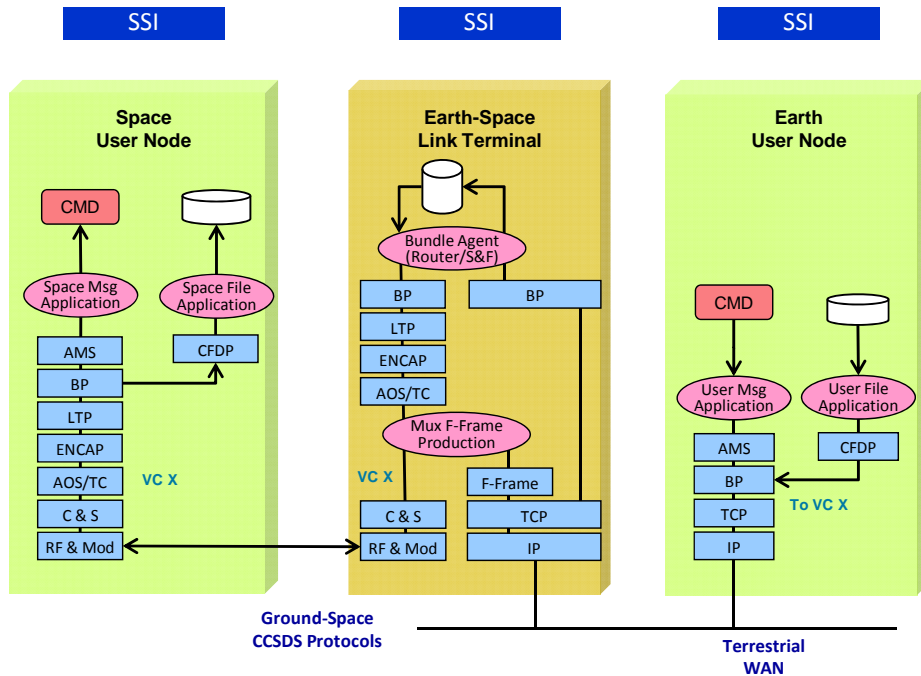 SSI
SSI
SSI
Space
User Node
CMD
Space Msg
Application
Space File
Application
AMS
CFDP
BP
LTP
ENCAP
AOS/TC
VC X
C & S
RF & Mod
Earth-Space
Link Terminal
Bundle Agent
(Router/S&F)
BP
BP
LTP
ENCAP
AOS/TC
Mux F-Frame
Production
VC X
F-Frame
C & S
TCP
RF & Mod
IP
Earth
User Node
CMD
User Msg
Application
User File
Application
AMS
CFDP
BP
To VC X
TCP
IP
Ground-Space
CCSDS Protocols
Terrestrial
WAN